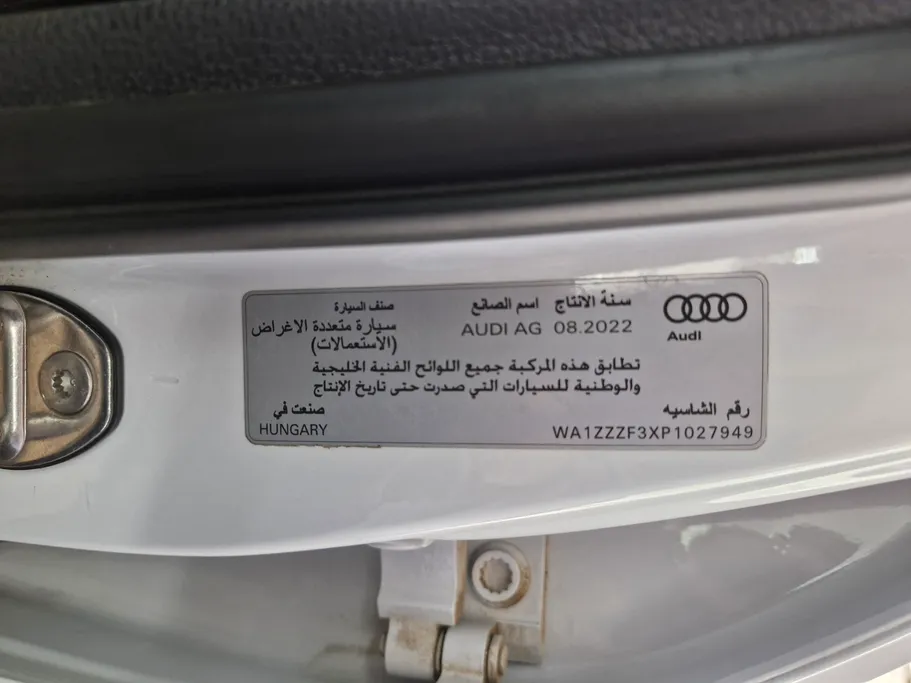 سنة الانتاج
08.2022
اسم الصانع
AUDI AG
صنف السيارة
سيارة متعددة الاغراض
(الاستعمالات)
Audi
تطابق هذه المركبة جميع اللوائح الفنية الخليجية
والوطنية للسيارات التي صدرت حتى تاريخ الإنتاج
رقم الشاسيه
WA1ZZZF3XP1027949
صنعت في
HUNGARY